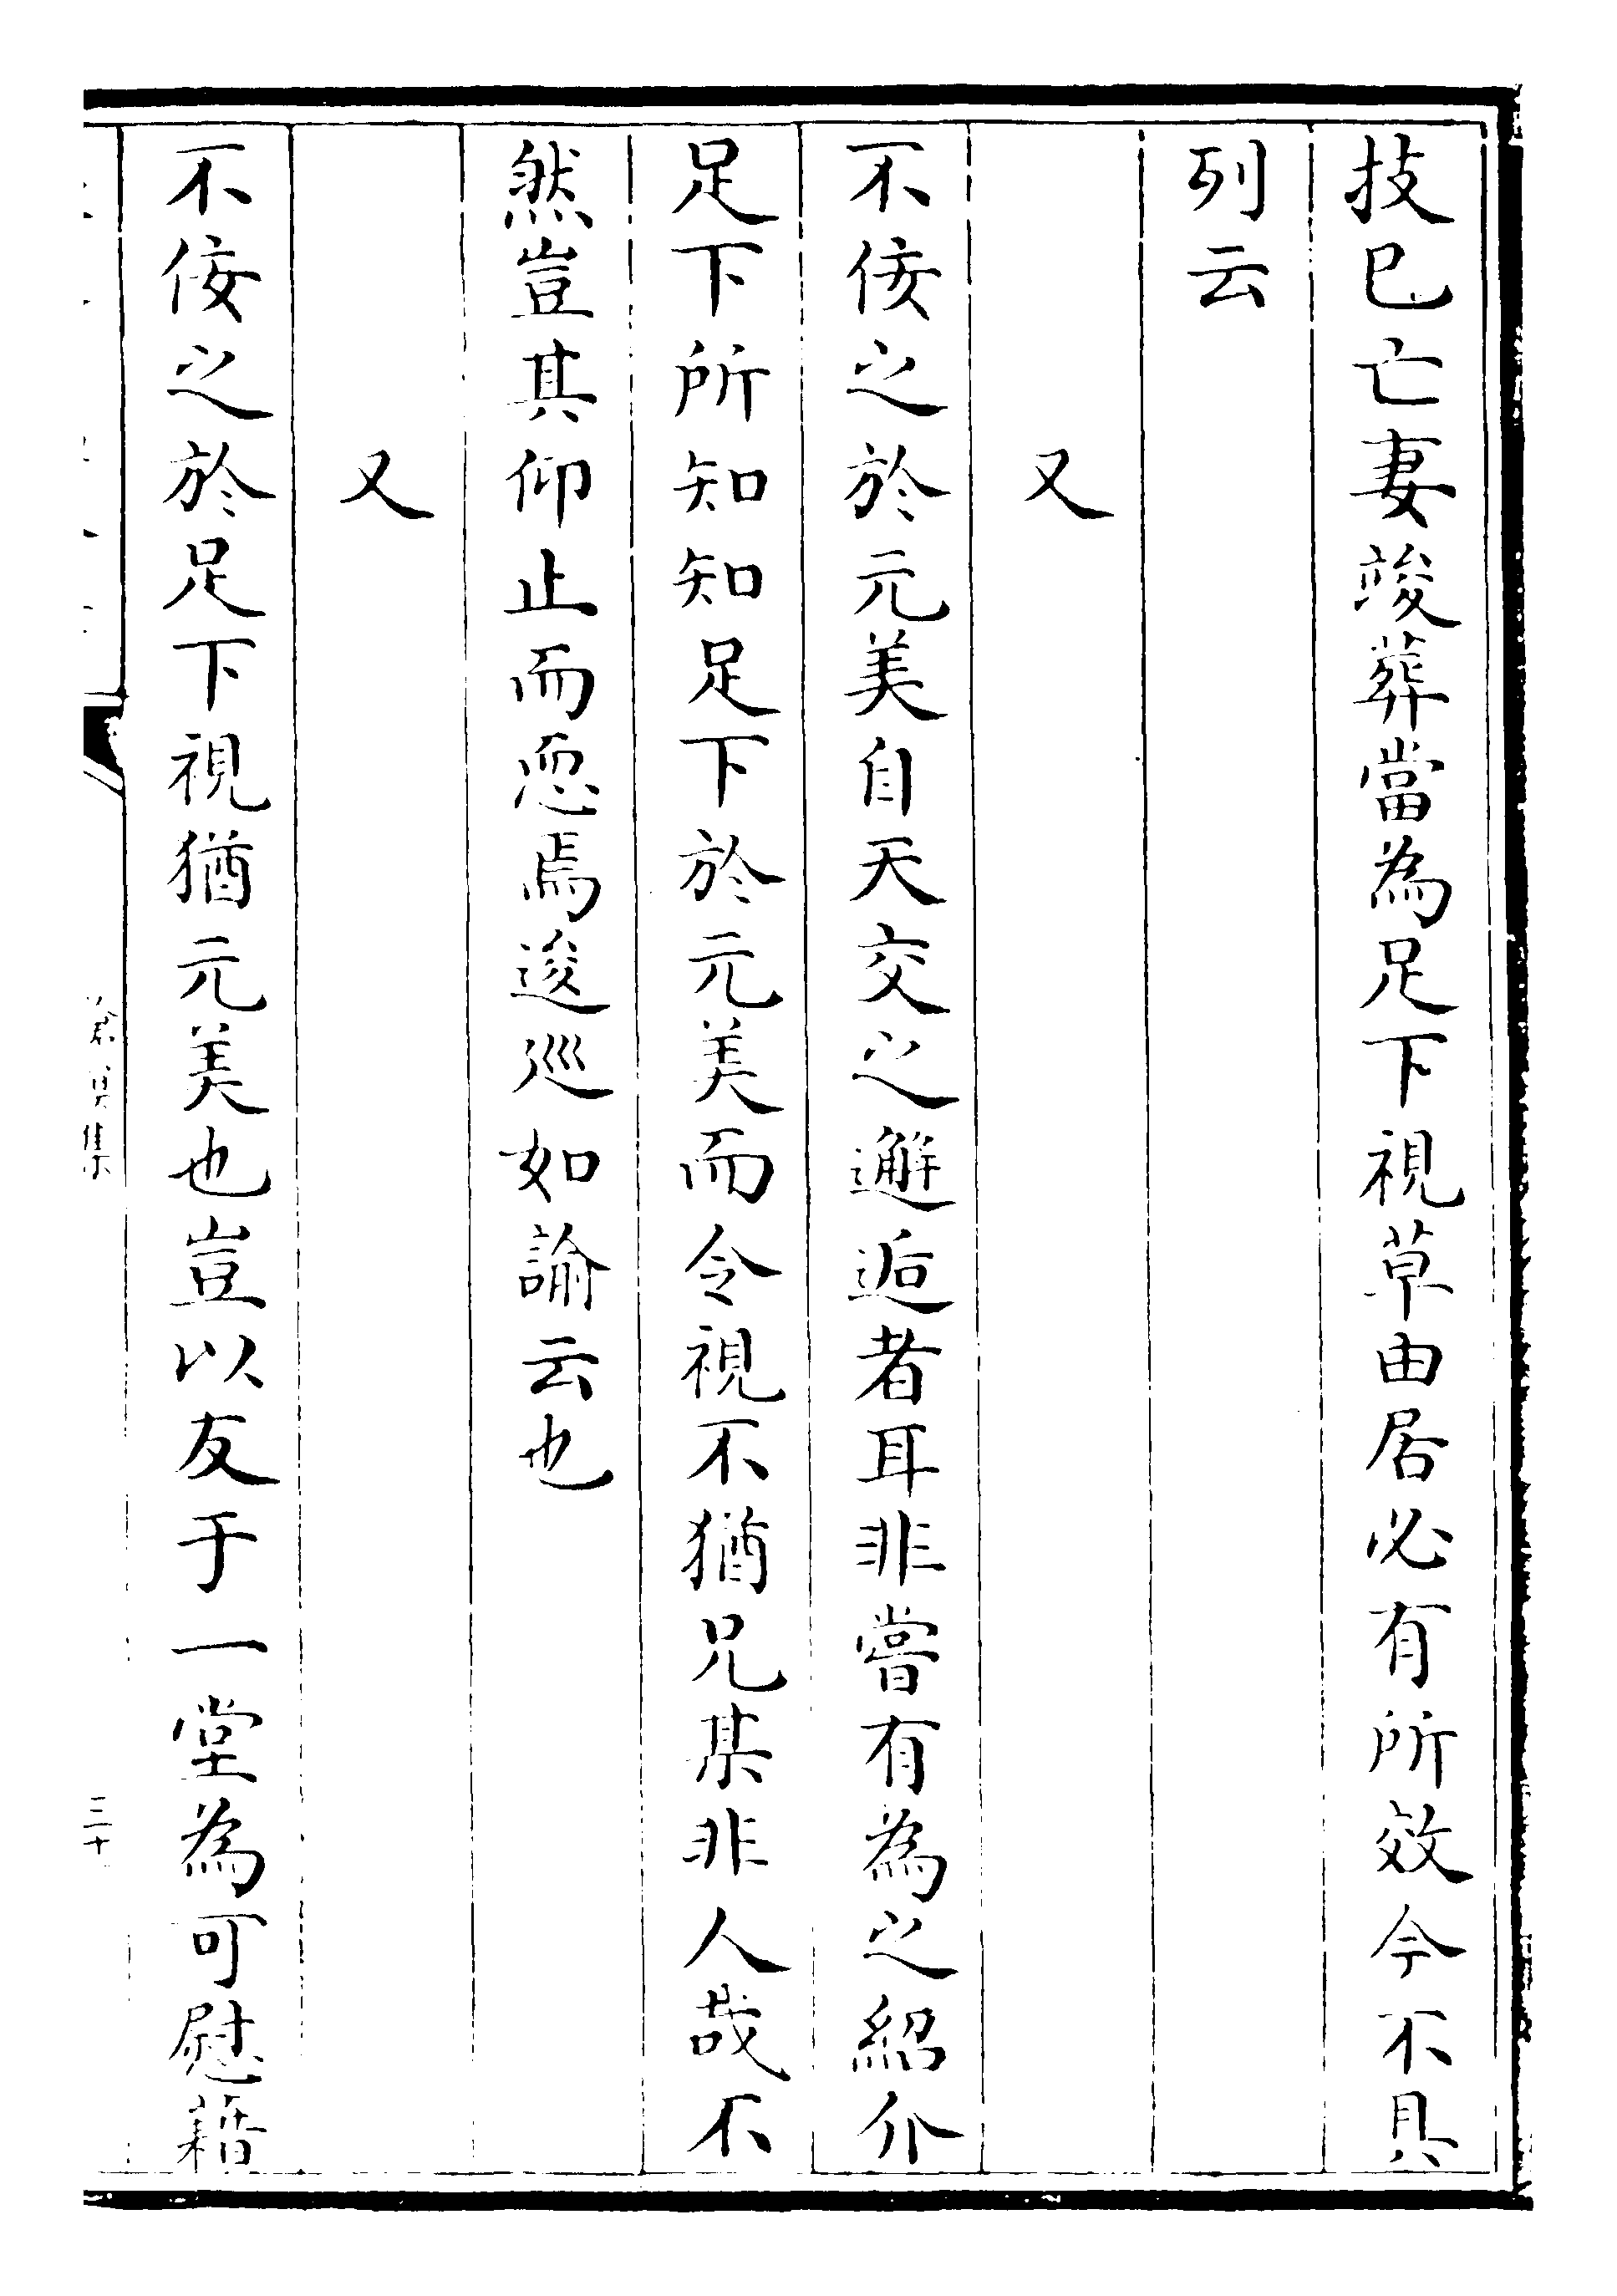 技巳亡妻竣葬當為足下視草由居必有所效今不具
列云
又
不佞之於元美自天交之邂逅者耳非嘗有為之紹介
足下所知知足下於元美而令視不猶兄某非人哉不
然豈其仰止而恧焉逡巡如諭云也
又
不佞之於足下視猶元美也豈以友于一堂為可慰藉
集
三十